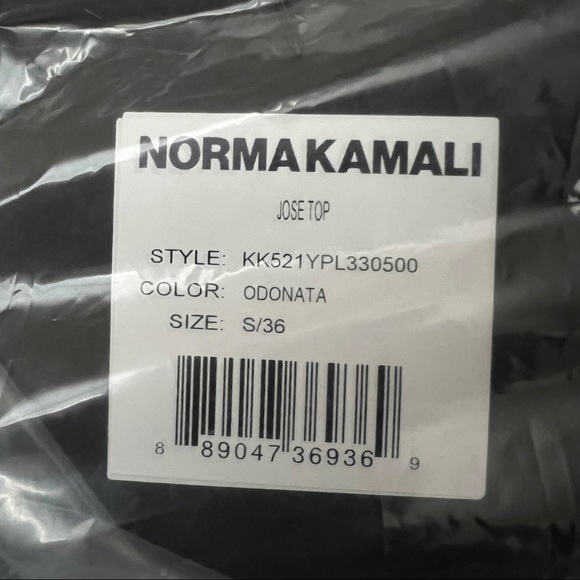 NORMA KAMALI
JOSE TOP
STYLE: KK521YPL330500
COLOR: ODONATA
SIZE: S/36
8 89047 36936 9